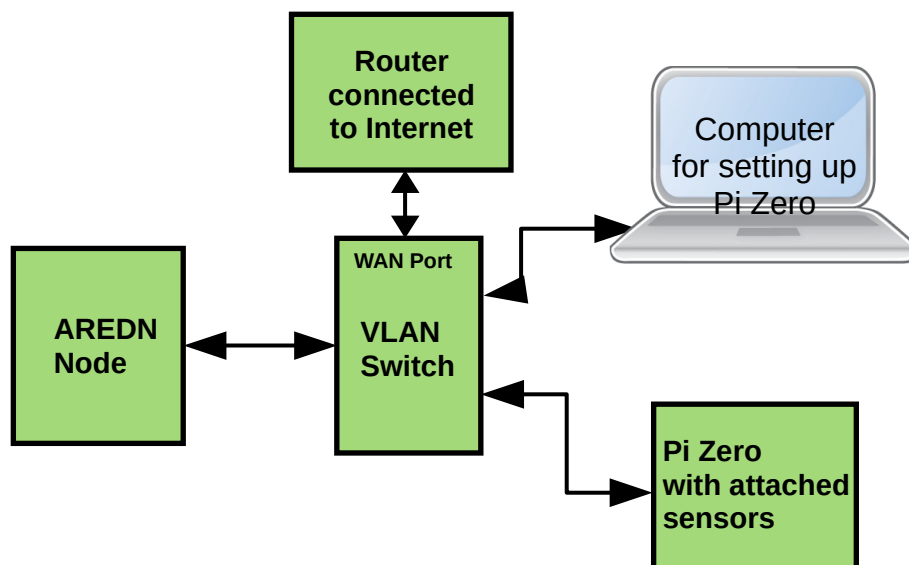 Router
connected
to Internet
Computer
for setting up
Pi Zero
WAN Port
AREDN
Node
VLAN
Switch
Pi Zero
with attached
sensors